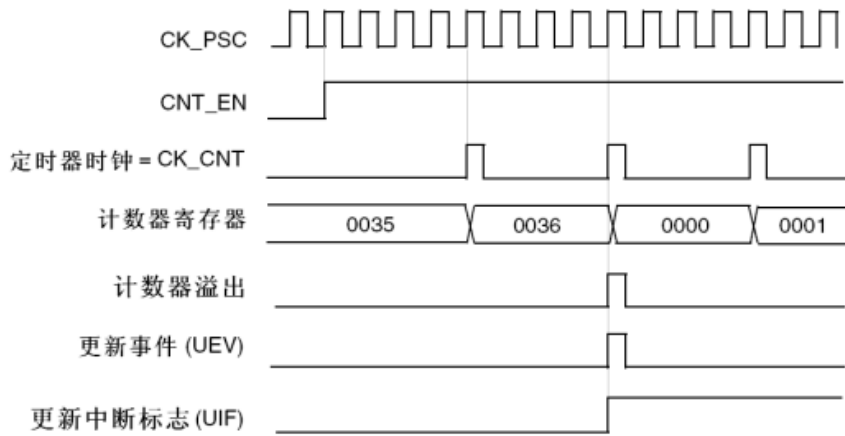 CK_PSC
CNT_EN
定时器时钟 = CK_CNT
计数器寄存器
0035
0036
0000
0001
计数器溢出
更新事件 (UEV)
更新中断标志 (UIF)